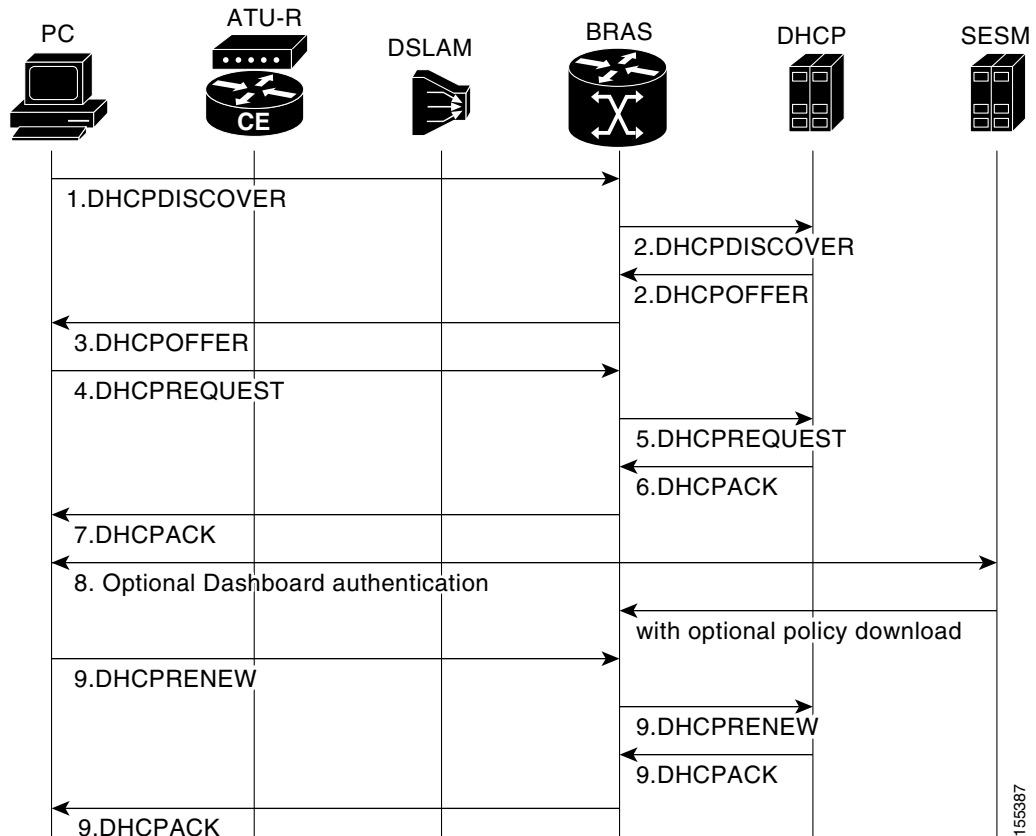 PC
ATU-R
DSLAM
BRAS
DHCP
SESM
CE
1.DHCPDISCOVER
2.DHCPDISCOVER
2.DHCPOFFER
3.DHCPOFFER
4.DHCPREQUEST
5.DHCPREQUEST
6.DHCPACK
7.DHCPACK
8. Optional Dashboard authentication
with optional policy download
9.DHCPRENEW
9.DHCPRENEW
9.DHCPACK
9.DHCPACK
155387